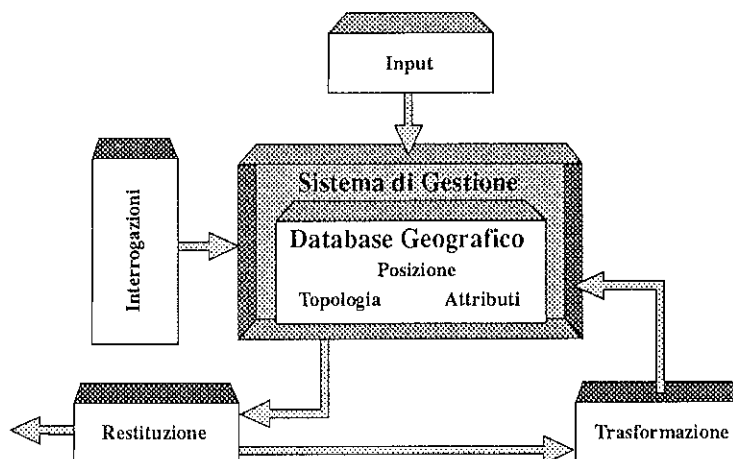 Input
Interrogazioni
Sistema di Gestione
Database Geografico
Posizione
Topologia Attributi
Restituzione
Trasformazione